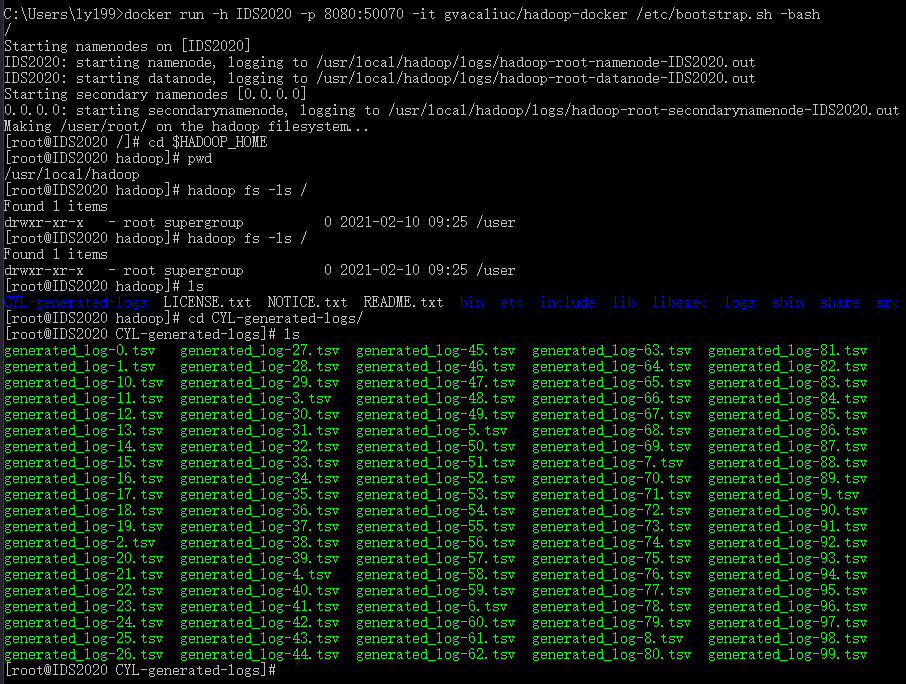 C:\Users\ly199>docker run -h IDS2020 -p 8080:50070 -it gvacaliuc/hadoop-docker /etc/bootstrap.sh -bash
/
Starting namenodes on [IDS2020]
IDS2020: starting namenode, logging to /usr/local/hadoop/logs/hadoop-root-namenode-IDS2020.out
IDS2020: starting datanode, logging to /usr/local/hadoop/logs/hadoop-root-datanode-IDS2020.out
Starting secondary namenodes [0.0.0.0]
0.0.0.0: starting secondarynamenode, logging to /usr/local/hadoop/logs/hadoop-root-secondarynamenode-IDS2020.out
Making /user/root/ on the hadoop filesystem...
[root@IDS2020 /]# cd $HADOOP_HOME
[root@IDS2020 hadoop]# pwd
/usr/local/hadoop
[root@IDS2020 hadoop]# hadoop fs -ls /
Found 1 items
drwxr-xr-x   - root supergroup          0 2021-02-10 09:25 /user
[root@IDS2020 hadoop]# hadoop fs -ls /
Found 1 items
drwxr-xr-x   - root supergroup          0 2021-02-10 09:25 /user
[root@IDS2020 hadoop]# ls
CYL-generated-logs  LICENSE.txt  NOTICE.txt  README.txt  bin  etc  include  lib  libexec  logs  sbin  share  src
[root@IDS2020 hadoop]# cd CYL-generated-logs/
[root@IDS2020 CYL-generated-logs]# ls
generated_log-0.tsv   generated_log-27.tsv  generated_log-45.tsv  generated_log-63.tsv  generated_log-81.tsv
generated_log-1.tsv   generated_log-28.tsv  generated_log-46.tsv  generated_log-64.tsv  generated_log-82.tsv
generated_log-10.tsv  generated_log-29.tsv  generated_log-47.tsv  generated_log-65.tsv  generated_log-83.tsv
generated_log-11.tsv  generated_log-3.tsv   generated_log-48.tsv  generated_log-66.tsv  generated_log-84.tsv
generated_log-12.tsv  generated_log-30.tsv  generated_log-49.tsv  generated_log-67.tsv  generated_log-85.tsv
generated_log-13.tsv  generated_log-31.tsv  generated_log-5.tsv   generated_log-68.tsv  generated_log-86.tsv
generated_log-14.tsv  generated_log-32.tsv  generated_log-50.tsv  generated_log-69.tsv  generated_log-87.tsv
generated_log-15.tsv  generated_log-33.tsv  generated_log-51.tsv  generated_log-7.tsv   generated_log-88.tsv
generated_log-16.tsv  generated_log-34.tsv  generated_log-52.tsv  generated_log-70.tsv  generated_log-89.tsv
generated_log-17.tsv  generated_log-35.tsv  generated_log-53.tsv  generated_log-71.tsv  generated_log-9.tsv
generated_log-18.tsv  generated_log-36.tsv  generated_log-54.tsv  generated_log-72.tsv  generated_log-90.tsv
generated_log-19.tsv  generated_log-37.tsv  generated_log-55.tsv  generated_log-73.tsv  generated_log-91.tsv
generated_log-2.tsv   generated_log-38.tsv  generated_log-56.tsv  generated_log-74.tsv  generated_log-92.tsv
generated_log-20.tsv  generated_log-39.tsv  generated_log-57.tsv  generated_log-75.tsv  generated_log-93.tsv
generated_log-21.tsv  generated_log-4.tsv   generated_log-58.tsv  generated_log-76.tsv  generated_log-94.tsv
generated_log-22.tsv  generated_log-40.tsv  generated_log-59.tsv  generated_log-77.tsv  generated_log-95.tsv
generated_log-23.tsv  generated_log-41.tsv  generated_log-6.tsv   generated_log-78.tsv  generated_log-96.tsv
generated_log-24.tsv  generated_log-42.tsv  generated_log-60.tsv  generated_log-79.tsv  generated_log-97.tsv
generated_log-25.tsv  generated_log-43.tsv  generated_log-61.tsv  generated_log-8.tsv   generated_log-98.tsv
generated_log-26.tsv  generated_log-44.tsv  generated_log-62.tsv  generated_log-80.tsv  generated_log-99.tsv
[root@IDS2020 CYL-generated-logs]#